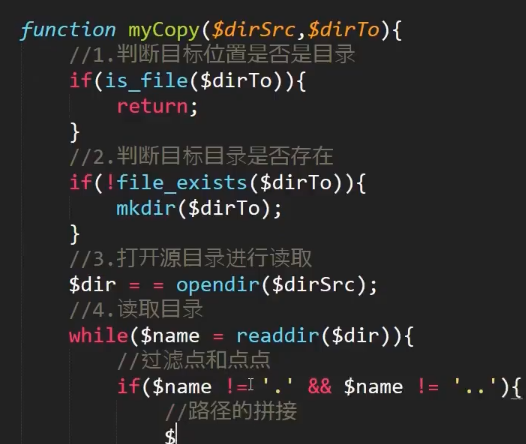 function myCopy($dirSrc,$dirTo){
//1.判断目标位置是否是目录
if(is_file($dirTo)){
return;
}
//2.判断目标目录是否存在
if(!file_exists($dirTo)){
mkdir($dirTo);
}
//3.打开源目录进行读取
$dir = = opendir($dirSrc);
//4.读取目录
while($name = readdir($dir)){
//过滤点和点点
if($name != '.' && $name != '..'){
//路径的拼接
$